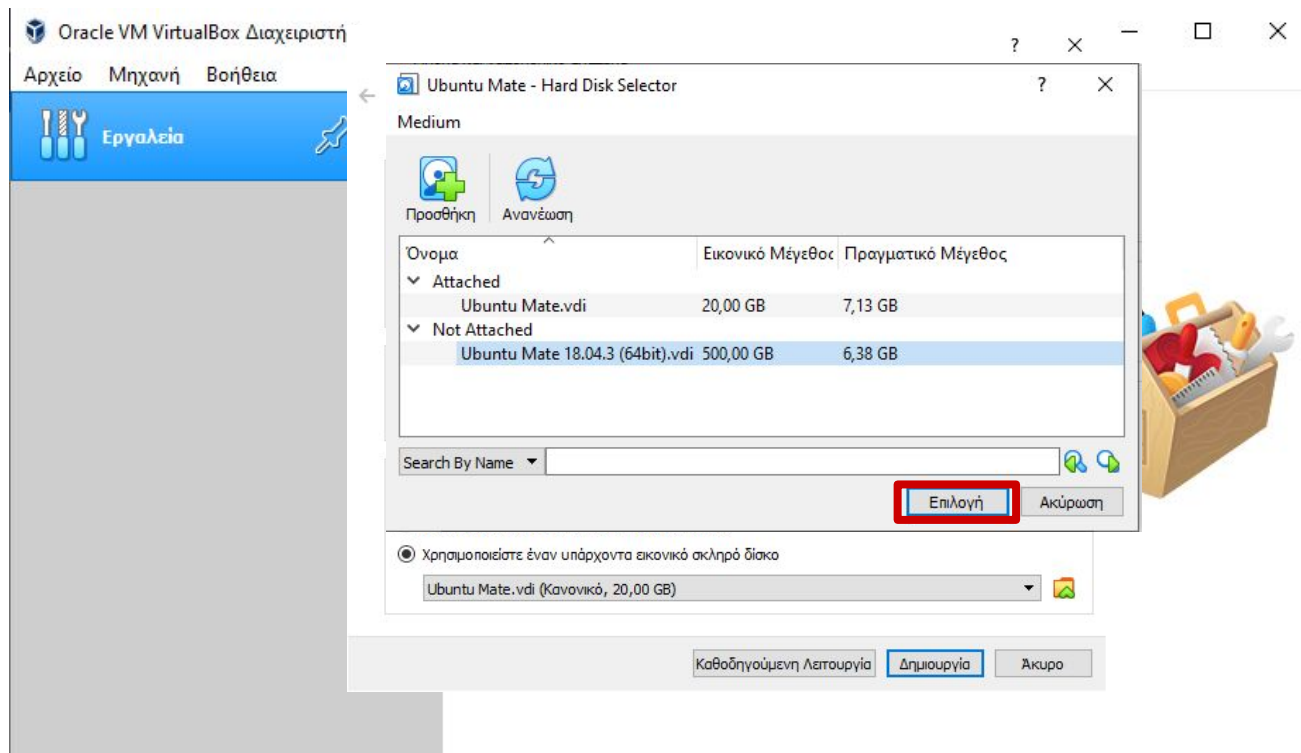 Oracle VM VirtualBox Διαχειριστή
Αρχείο Μηχανή Βοήθεια
Εργαλεία
Ubuntu Mate - Hard Disk Selector
Medium
Προσθήκη Ανανέωση
Όνομα Εικονικό Μέγεθος Πραγματικό Μέγεθος
Attached
Ubuntu Mate.vdi 20,00 GB 7,13 GB
Not Attached
Ubuntu Mate 18.04.3 (64bit).vdi 500,00 GB 6,38 GB
Search By Name
Επιλογή Ακύρωση
Χρησιμοποιείστε έναν υπάρχοντα εικονικό σκληρό δίσκο
Ubuntu Mate.vdi (Κανονικό, 20,00 GB)
Καθοδηγούμενη Λειτουργία Δημιουργία Άκυρο